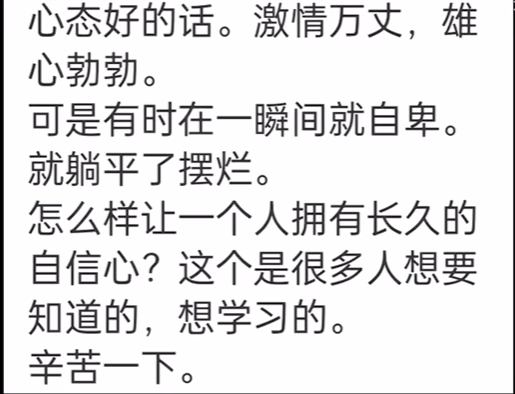 心态好的话。激情万丈，雄
心勃勃。
可是有时在一瞬间就自卑。
就躺平了摆烂。
怎么样让一个人拥有长久的
自信心？这个是很多人想要
知道的，想学习的。
辛苦一下。